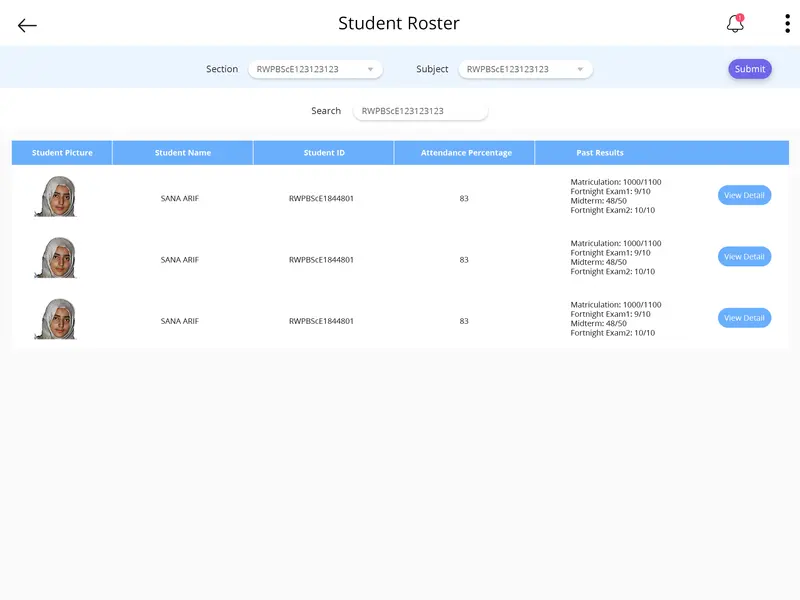 Student Roster
1
Section RWPBScE123123123 Subject RWPBScE123123123 Submit
Search RWPBScE123123123
Student Picture Student Name Student ID Attendance Percentage Past Results
SANA ARIF RWPBScE1844801 83
Matriculation: 1000/1100
Fortnight Exam1: 9/10
Midterm: 48/50
Fortnight Exam2: 10/10
View Detail
SANA ARIF RWPBScE1844801 83
Matriculation: 1000/1100
Fortnight Exam1: 9/10
Midterm: 48/50
Fortnight Exam2: 10/10
View Detail
SANA ARIF RWPBScE1844801 83
Matriculation: 1000/1100
Fortnight Exam1: 9/10
Midterm: 48/50
Fortnight Exam2: 10/10
View Detail